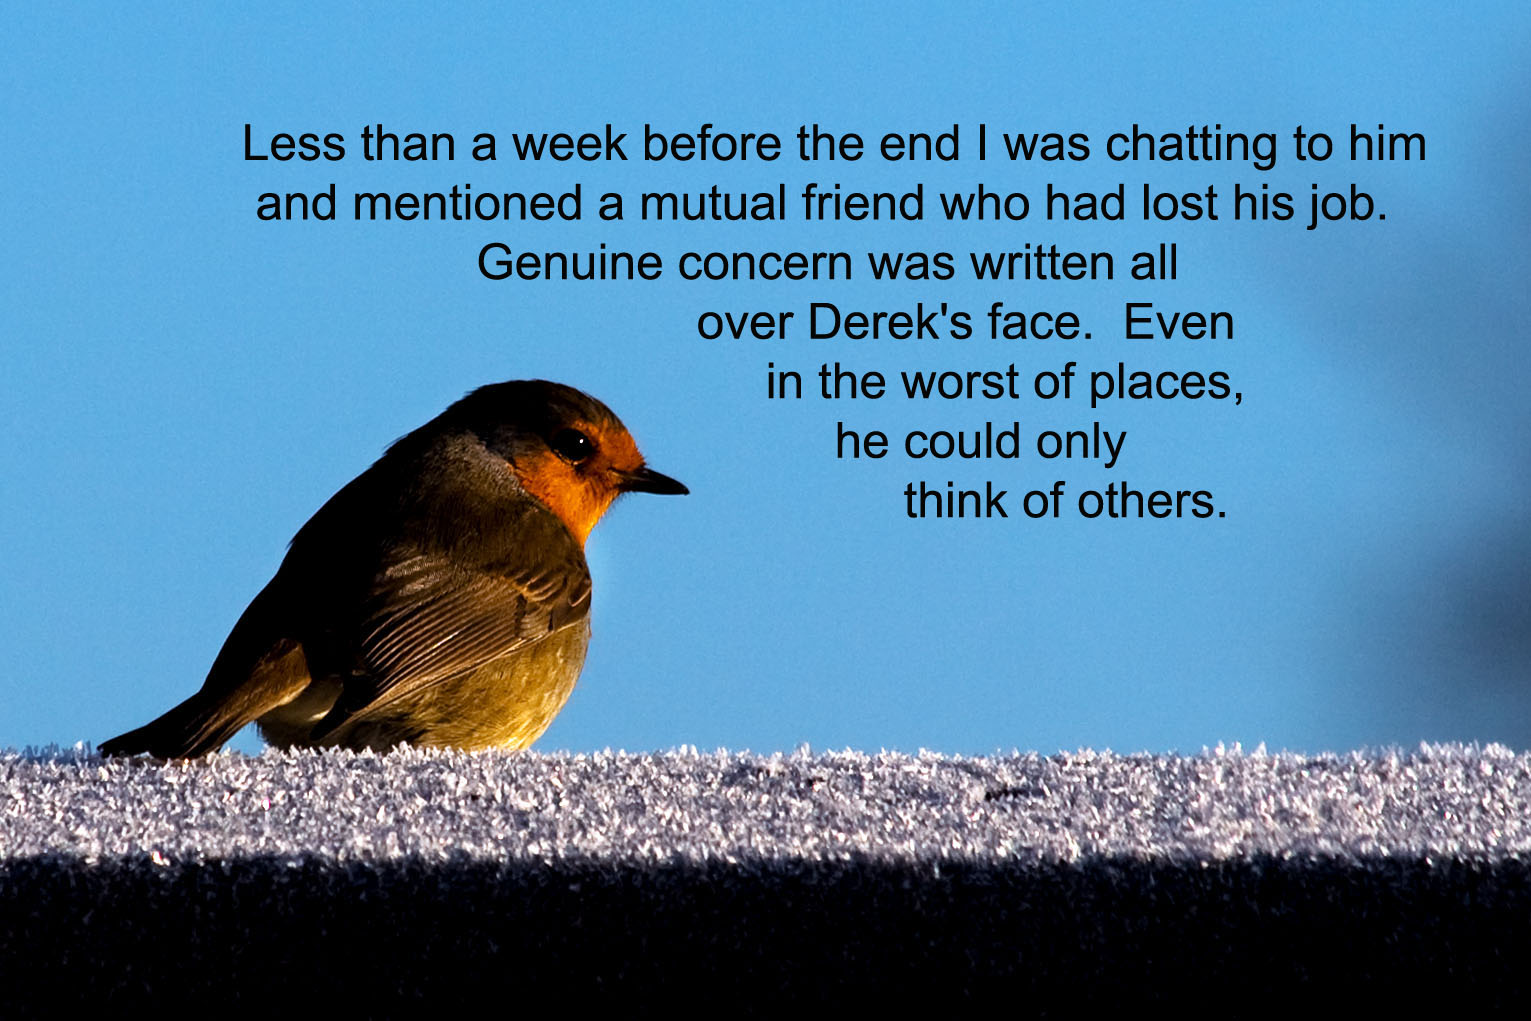 Less than a week before the end I was chatting to him
and mentioned a mutual friend who had lost his job.
Genuine concern was written all
over Derek's face.  Even
in the worst of places,
he could only
think of others.